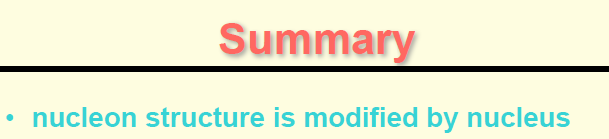 Summary
• nucleon structure is modified by nucleus